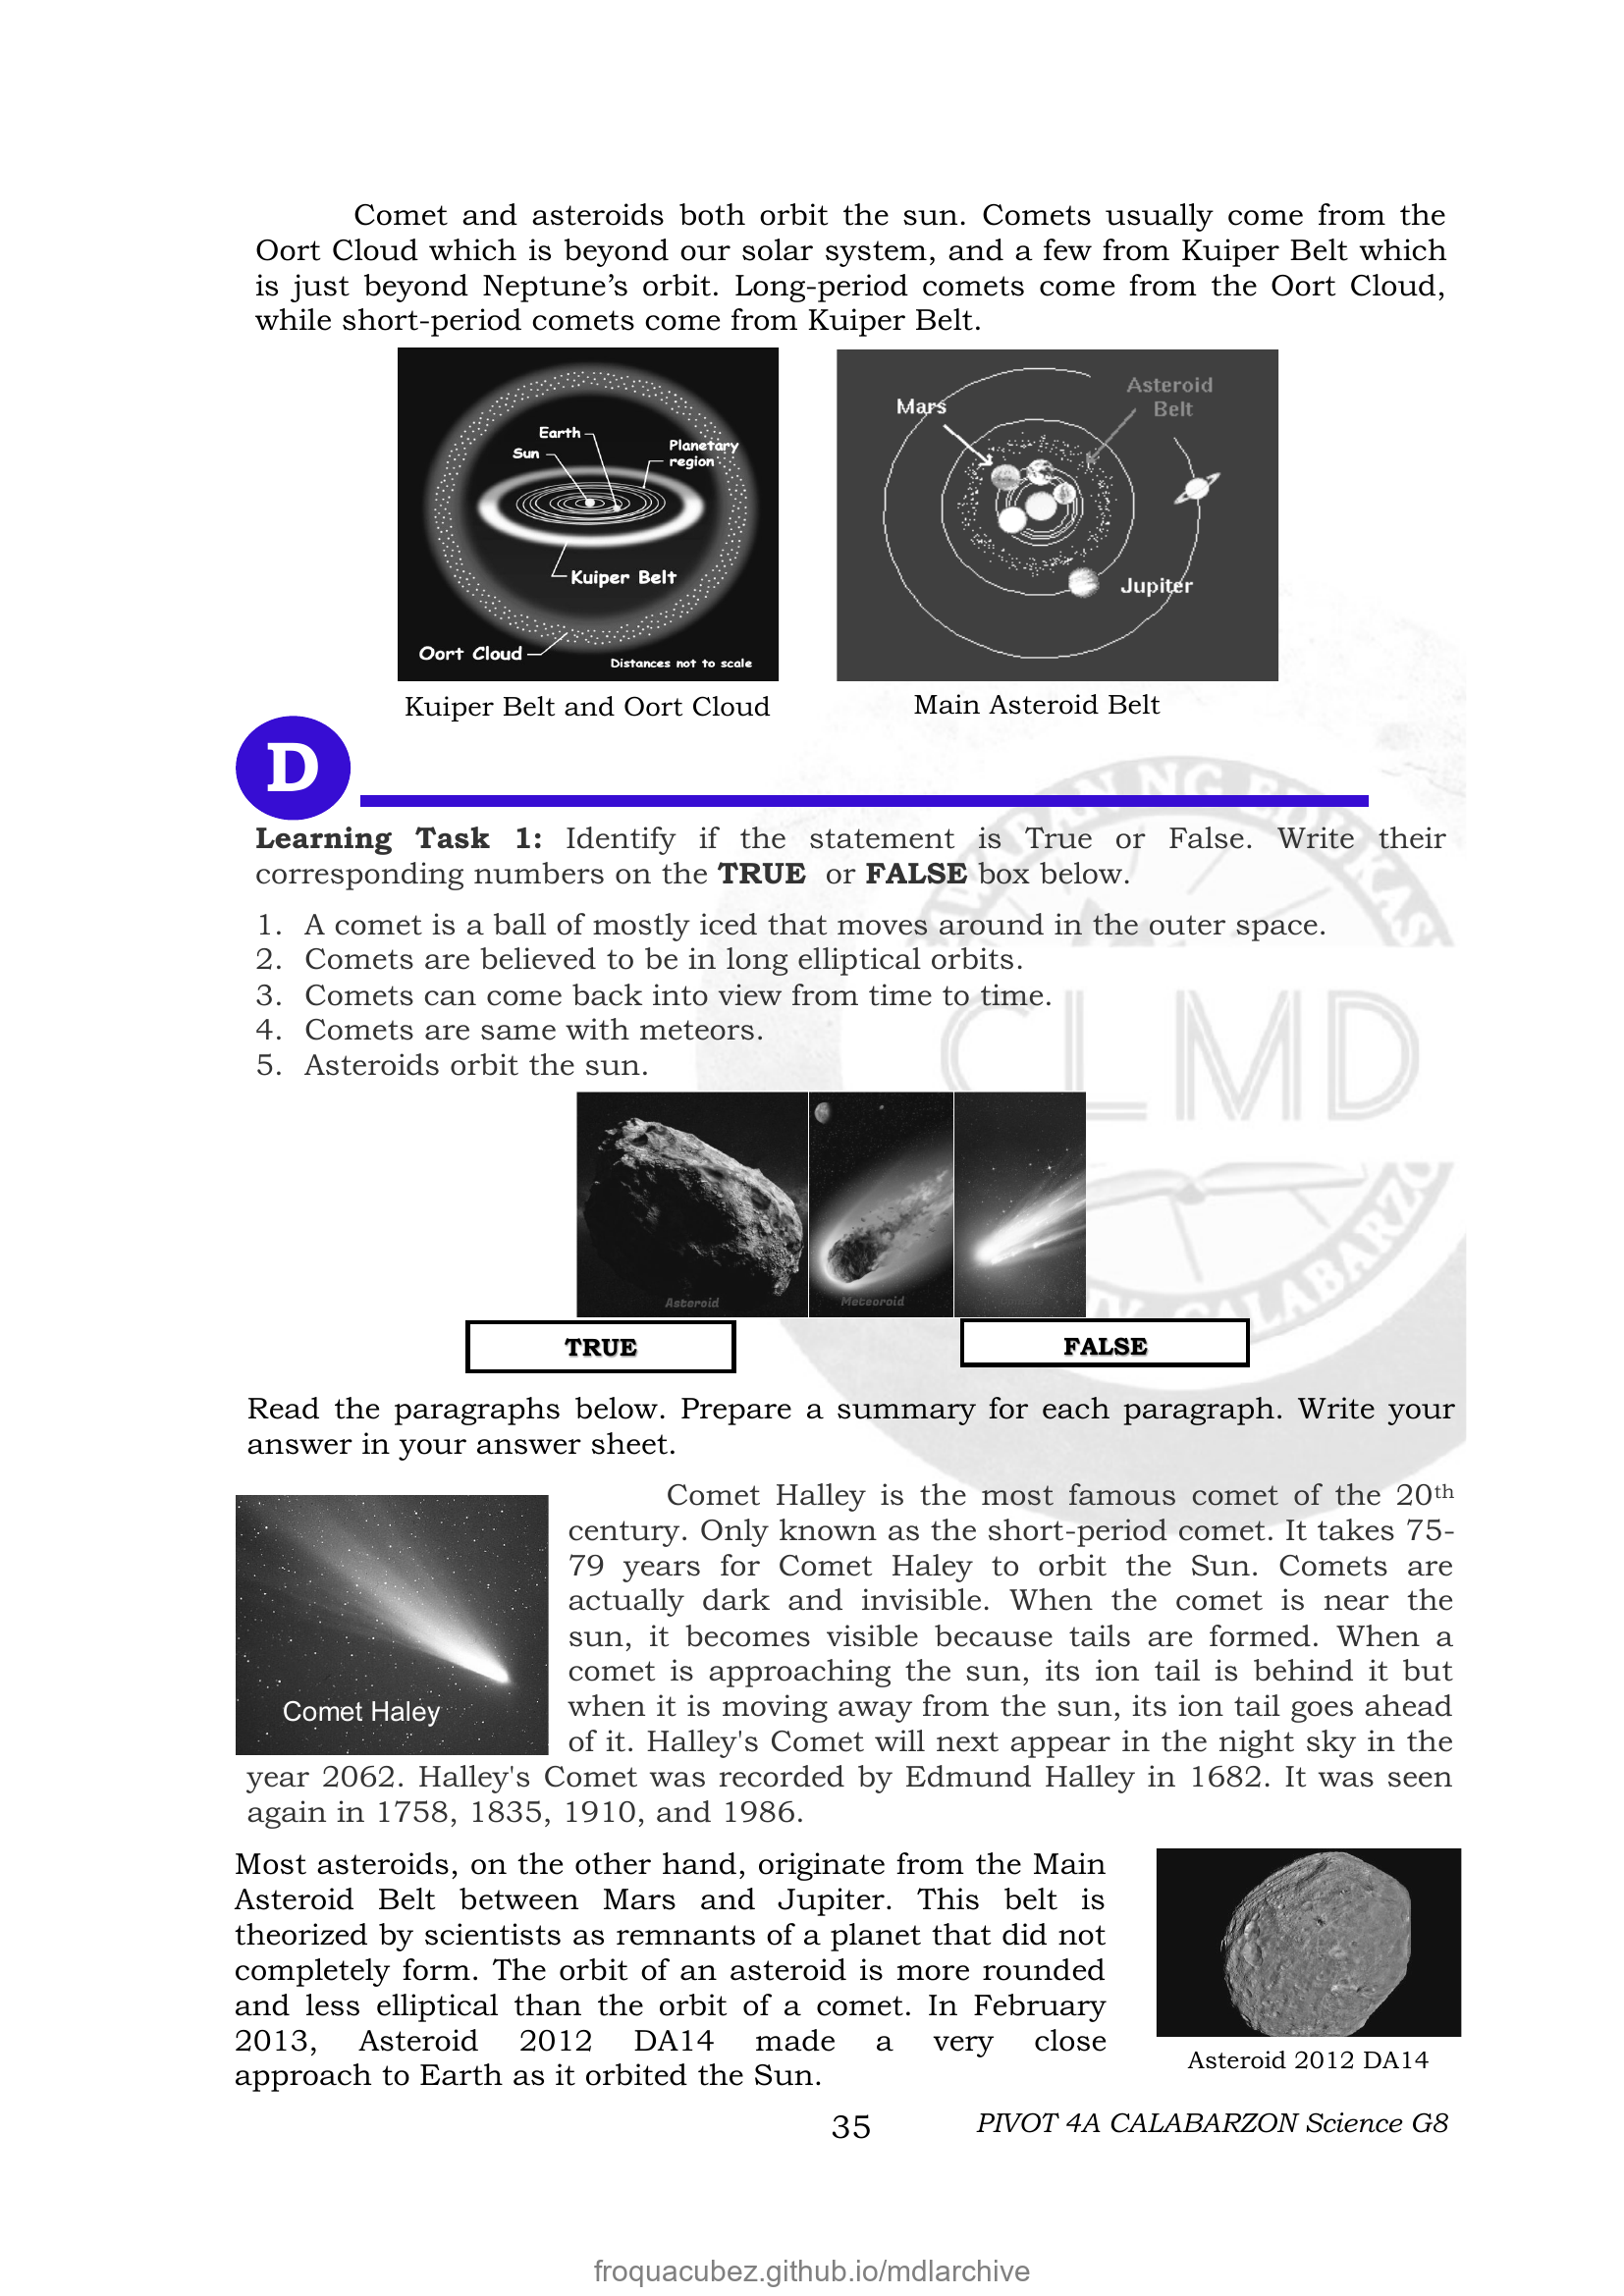 Comet and asteroids both orbit the sun. Comets usually come from the
Oort Cloud which is beyond our solar system, and a few from Kuiper Belt which
is just beyond Neptune’s orbit. Long-period comets come from the Oort Cloud,
while short-period comets come from Kuiper Belt.
Earth
Sun
Planetary
region
Kuiper Belt
Oort Cloud
Distances not to scale
Mars
Asteroid
Belt
Jupiter
Kuiper Belt and Oort Cloud
Main Asteroid Belt
D
Learning Task 1: Identify if the statement is True or False. Write their
corresponding numbers on the TRUE or FALSE box below.
1. A comet is a ball of mostly iced that moves around in the outer space.
2. Comets are believed to be in long elliptical orbits.
3. Comets can come back into view from time to time.
4. Comets are same with meteors.
5. Asteroids orbit the sun.
CLMD
Asteroid
Meteoroid
TRUE
FALSE
Read the paragraphs below. Prepare a summary for each paragraph. Write your
answer in your answer sheet.
Comet Halley is the most famous comet of the 20th
century. Only known as the short-period comet. It takes 75-
79 years for Comet Haley to orbit the Sun. Comets are
actually dark and invisible. When the comet is near the
sun, it becomes visible because tails are formed. When a
comet is approaching the sun, its ion tail is behind it but
when it is moving away from the sun, its ion tail goes ahead
of it. Halley's Comet will next appear in the night sky in the
year 2062. Halley's Comet was recorded by Edmund Halley in 1682. It was seen
again in 1758, 1835, 1910, and 1986.
Comet Haley
Most asteroids, on the other hand, originate from the Main
Asteroid Belt between Mars and Jupiter. This belt is
theorized by scientists as remnants of a planet that did not
completely form. The orbit of an asteroid is more rounded
and less elliptical than the orbit of a comet. In February
2013, Asteroid 2012 DA14 made a very close
approach to Earth as it orbited the Sun.
Asteroid 2012 DA14
35
PIVOT 4A CALABARZON Science G8
froquacubez.github.io/mdlarchive